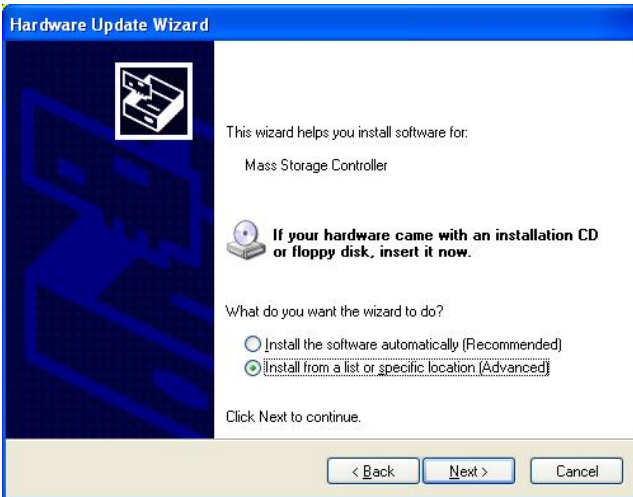 Hardware Update Wizard
This wizard helps you install software for:
Mass Storage Controller
If your hardware came with an installation CD
or floppy disk, insert it now.
What do you want the wizard to do?
Install the software automatically (Recommended)
Install from a list or specific location (Advanced)
Click Next to continue.
< Back Next > Cancel